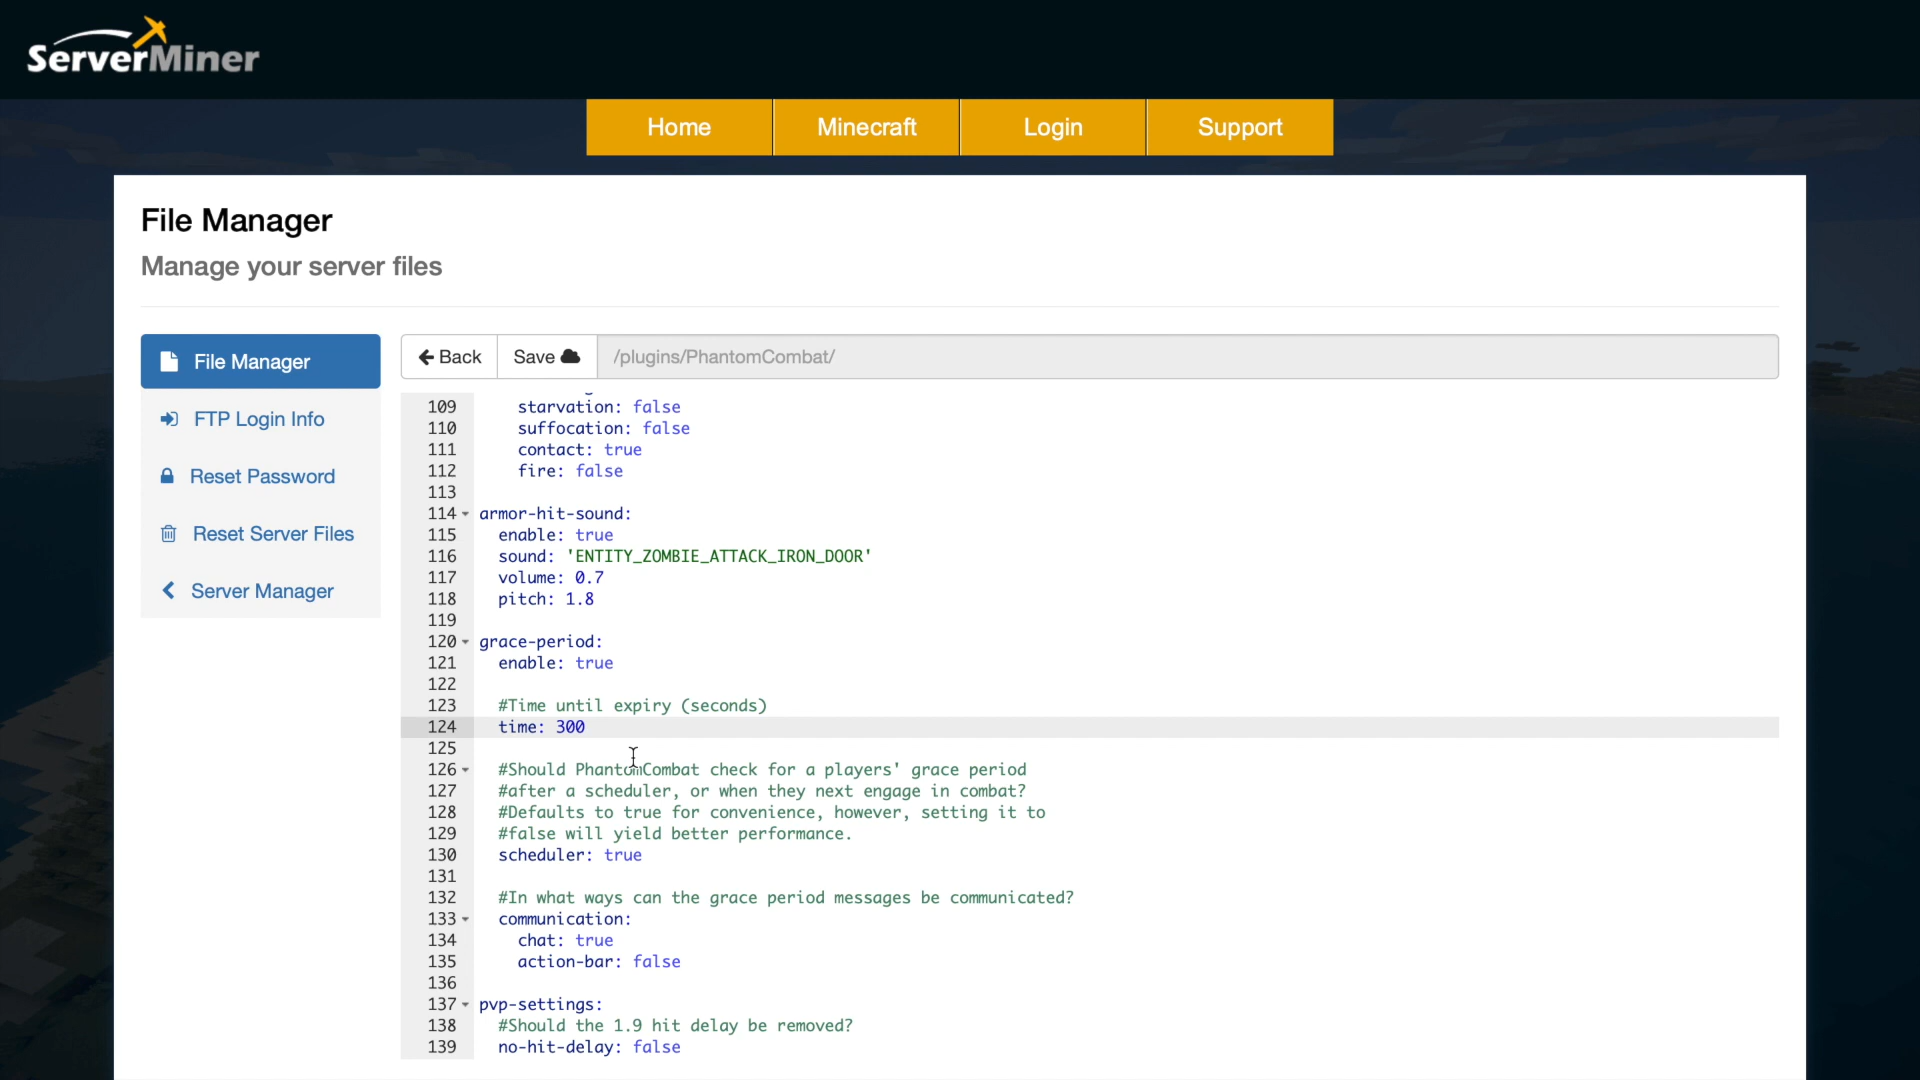 ServerMiner
Home Minecraft Login Support
File Manager
Manage your server files
File Manager
FTP Login Info
Reset Password
Reset Server Files
Server Manager
Back Save /plugins/PhantomCombat/
109 starvation: false
110 suffocation: false
111 contact: true
112 fire: false
113
114 armor-hit-sound:
115 enable: true
116 sound: 'ENTITY_ZOMBIE_ATTACK_IRON_DOOR'
117 volume: 0.7
118 pitch: 1.8
119
120 grace-period:
121 enable: true
122
123 #Time until expiry (seconds)
124 time: 300
125
126 #Should PhantomCombat check for a players' grace period
127 #after a scheduler, or when they next engage in combat?
128 #Defaults to true for convenience, however, setting it to
129 #false will yield better performance.
130 scheduler: true
131
132 #In what ways can the grace period messages be communicated?
133 communication:
134 chat: true
135 action-bar: false
136
137 pvp-settings:
138 #Should the 1.9 hit delay be removed?
139 no-hit-delay: false